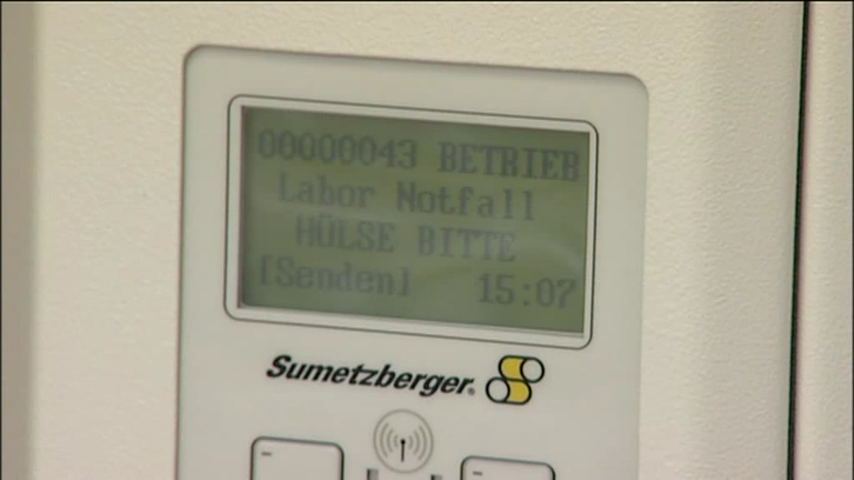 00000043 BETRIEB
Labor Notfall
HÜLSE BITTE
[Senden] 15:07
Sumetzberger®